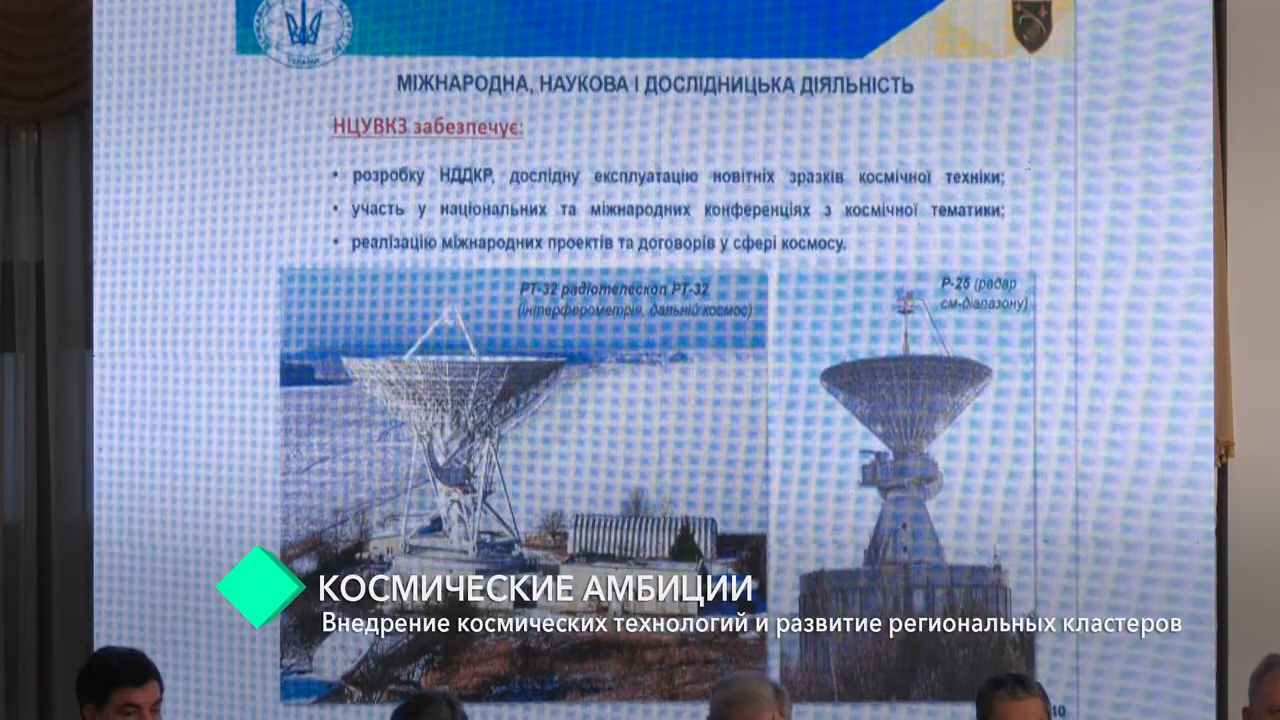 УКРАЇНИ
МІЖНАРОДНА, НАУКОВА І ДОСЛІДНИЦЬКА ДІЯЛЬНІСТЬ
НЦУВКЗ забезпечує:
• розробку НДДКР, дослідну експлуатацію новітніх зразків космічної техніки;
• участь у національних та міжнародних конференціях з космічної тематики;
• реалізацію міжнародних проектів та договорів у сфері космосу.
РТ-32 радіотелескоп РТ-32
(інтерферометрія, дальній космос)
Р-25 (радар
см-діапазону)
КОСМИЧЕСКИЕ АМБИЦИИ
Внедрение космических технологий и развитие региональных кластеров
10